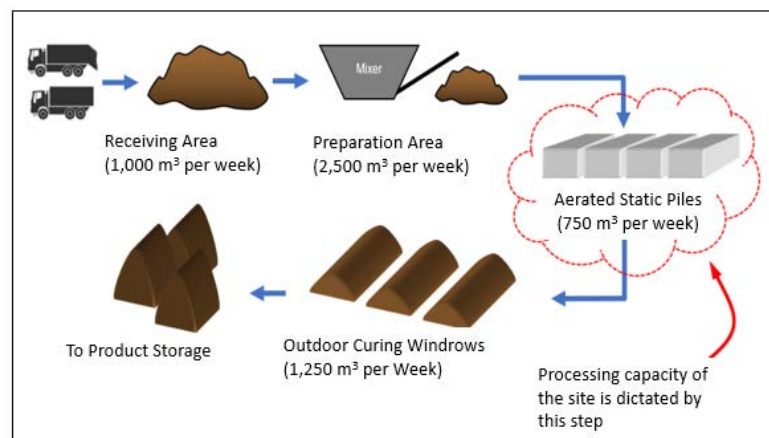 Mixer
Receiving Area
(1,000 m³ per week)
Preparation Area
(2,500 m³ per week)
Aerated Static Piles
(750 m³ per week)
To Product Storage
Outdoor Curing Windrows
(1,250 m³ per Week)
Processing capacity of
the site is dictated by
this step